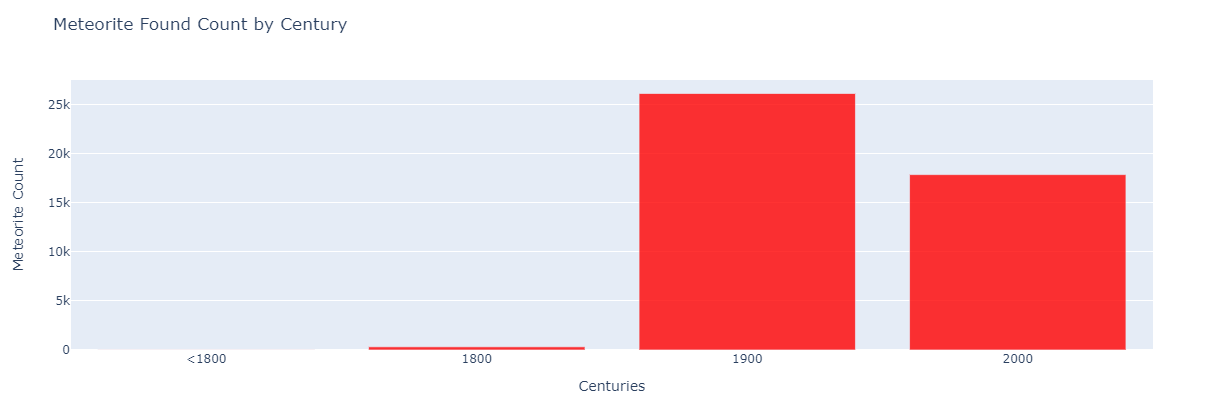 Meteorite Found Count by Century
Meteorite Count
25k
20k
15k
10k
5k
0
<1800
1800
1900
2000
Centuries